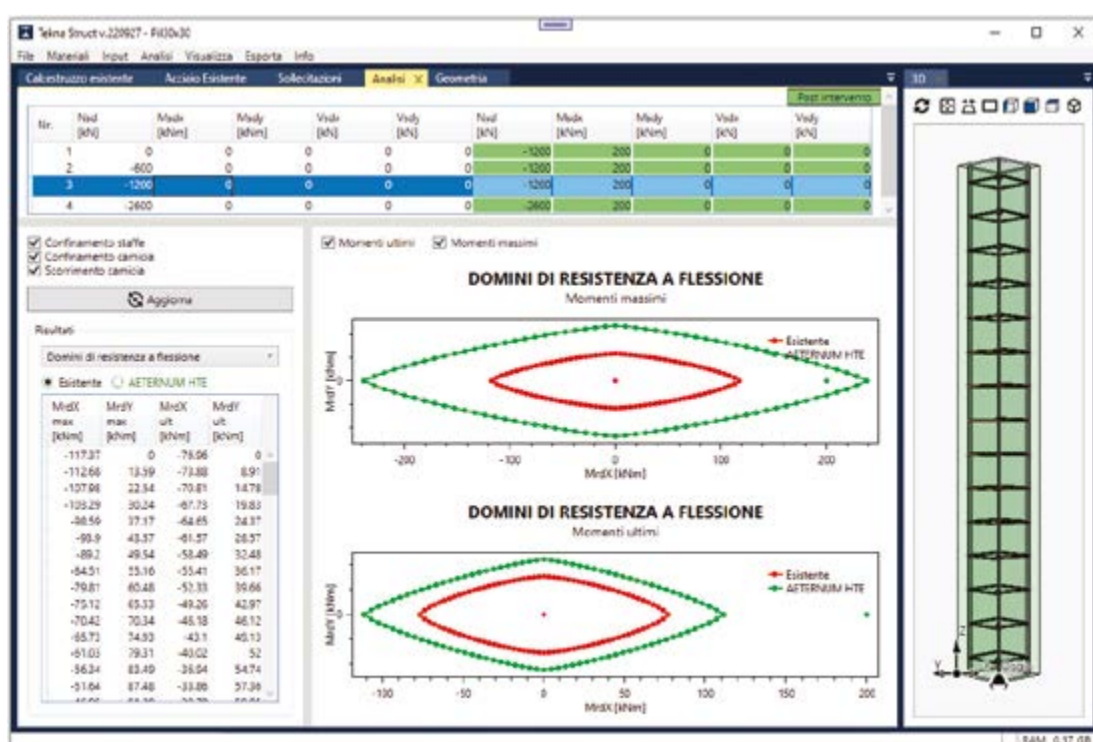 Tekna Struct v.220927 - Pil30x30
File Materiali Input Analisi Visualizza Esporta Info
Calcestruzzo esistente Acciaio Esistente Sollecitazioni Analisi X Geometria 3D
Post intervento
Nr. Nsd [kN] Msdx [kNm] Msdy [kNm] Vsdx [kN] Vsdy [kN] Nsd [kN] Msdx [kNm] Msdy [kNm] Vsdx [kN] Vsdy [kN]
1 0 0 0 0 0 -1200 200 0 0 0
2 -600 0 0 0 0 -1200 200 0 0 0
3 -1200 0 0 0 0 -1200 200 0 0 0
4 -2600 0 0 0 0 -2600 200 0 0 0
Confinamento staffe
Confinamento camicia
Scorrimento camicia
Aggiorna
Risultati
Domini di resistenza a flessione
Esistente AETERNUM HTE
MrdX MrdY MrdX MrdY
max max ult ult
[kNm] [kNm] [kNm] [kNm]
-117.37 0 -76.96 0
-112.68 13.59 -73.88 8.91
-107.98 22.54 -70.81 14.78
-103.29 30.24 -67.73 19.83
-98.59 37.17 -64.65 24.37
-93.9 43.57 -61.57 28.57
-89.2 49.54 -58.49 32.48
-84.51 55.16 -55.41 36.17
-79.81 60.48 -52.33 39.66
-75.12 65.53 -49.26 42.97
-70.42 70.34 -46.18 46.12
-65.73 74.93 -43.1 49.13
-61.03 79.31 -40.02 52
-56.34 83.49 -36.94 54.74
-51.64 87.48 -33.86 57.36
Momenti ultimi Momenti massimi
DOMINI DI RESISTENZA A FLESSIONE
Momenti massimi
Esistente
AETERNUM HTE
MrdY [kNm]
0
-200 -100 0 100 200
MrdX [kNm]
DOMINI DI RESISTENZA A FLESSIONE
Momenti ultimi
Esistente
AETERNUM HTE
MrdY [kNm]
0
-100 -50 0 50 100 150 200
MrdX [kNm]
Z
Y
RAM 0.37 GB